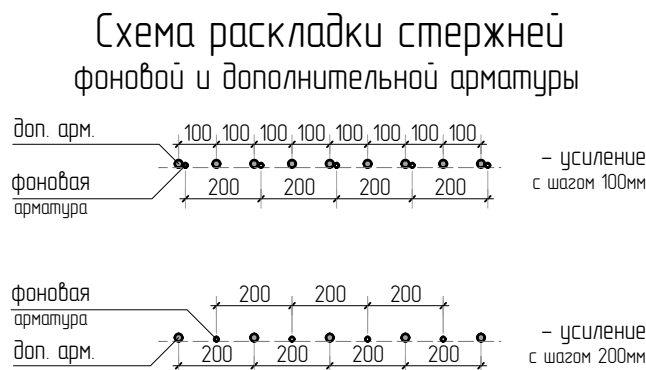 Схема раскладки стержней
фоновой и дополнительной арматуры
доп. арм.
100 100 100 100 100 100 100 100
фоновая
арматура
200 200 200 200
– усиление
с шагом 100мм
фоновая
арматура
200 200 200
доп. арм.
200 200 200 200
– усиление
с шагом 200мм